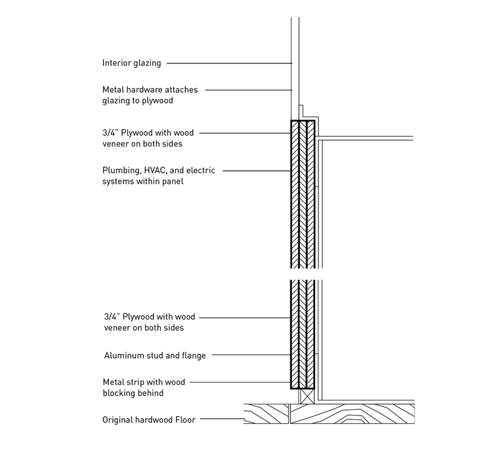 Interior glazing
Metal hardware attaches
glazing to plywood
3/4” Plywood with wood
veneer on both sides
Plumbing, HVAC, and electric
systems within panel
3/4” Plywood with wood
veneer on both sides
Aluminum stud and flange
Metal strip with wood
blocking behind
Original hardwood Floor